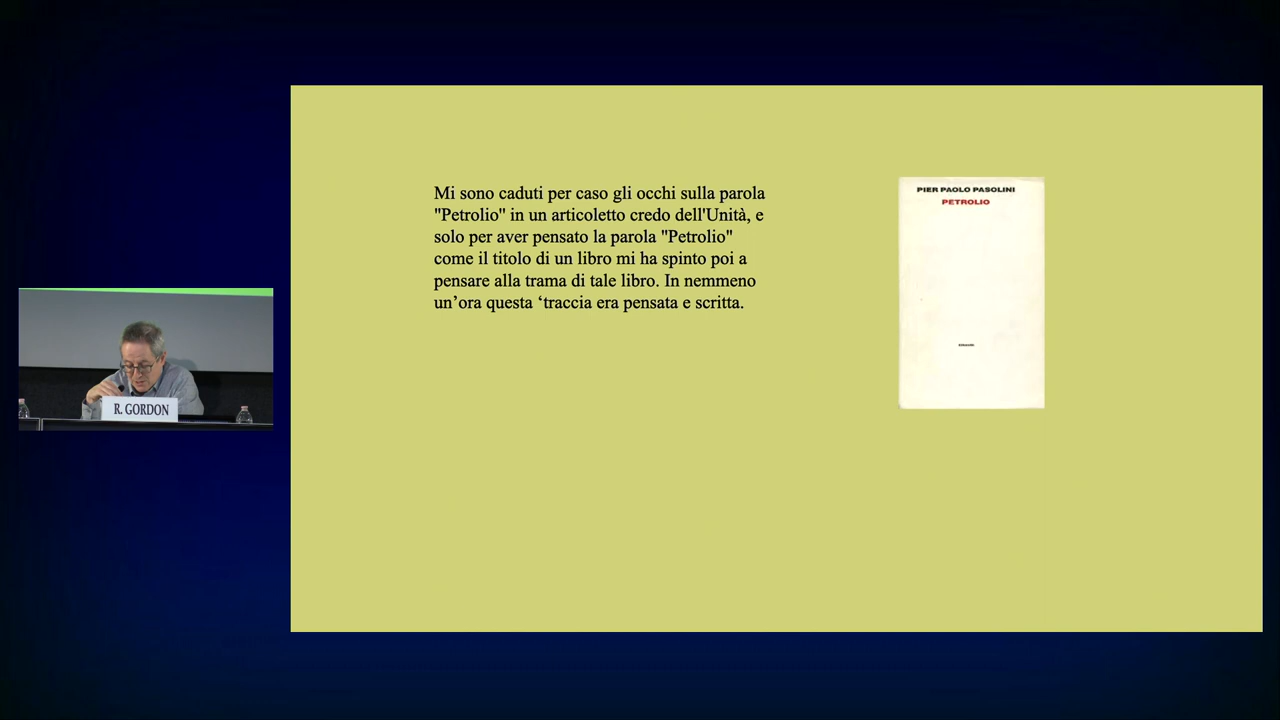 Mi sono caduti per caso gli occhi sulla parola
"Petrolio" in un articoletto credo dell'Unità, e
solo per aver pensato la parola "Petrolio"
come il titolo di un libro mi ha spinto poi a
pensare alla trama di tale libro. In nemmeno
un’ora questa ‘traccia era pensata e scritta.
PIER PAOLO PASOLINI
PETROLIO
EINAUDI
R. GORDON